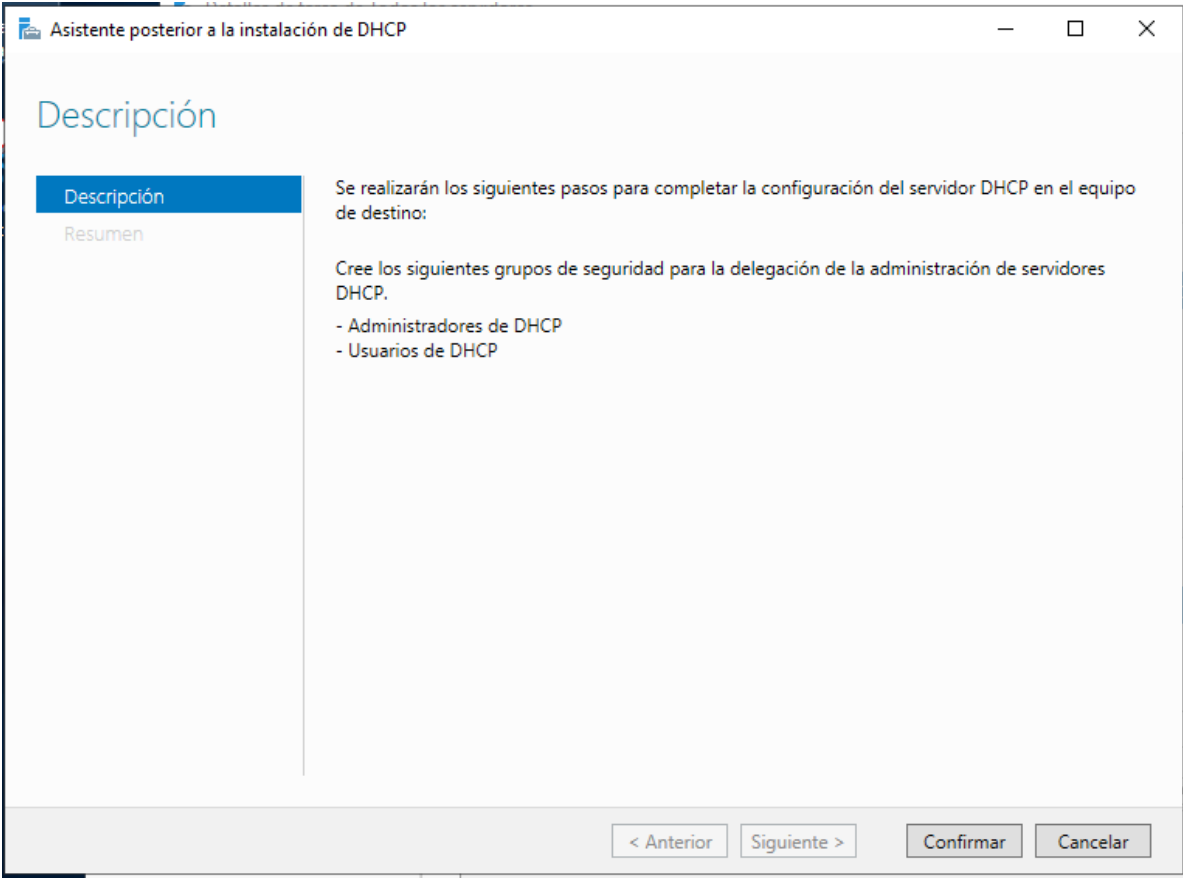 Asistente posterior a la instalación de DHCP
Descripción
Descripción
Resumen
Se realizarán los siguientes pasos para completar la configuración del servidor DHCP en el equipo
de destino:
Cree los siguientes grupos de seguridad para la delegación de la administración de servidores
DHCP.
- Administradores de DHCP
- Usuarios de DHCP
< Anterior
Siguiente >
Confirmar
Cancelar